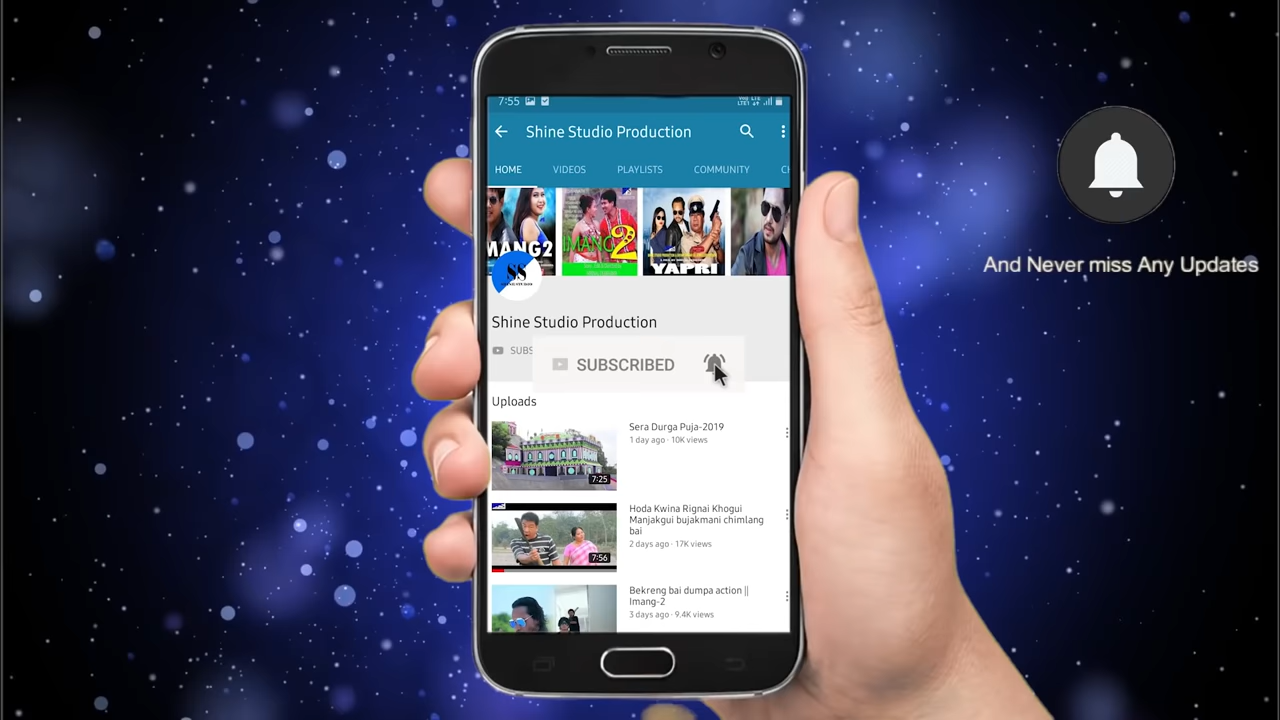 7:55
Shine Studio Production
HOME VIDEOS PLAYLISTS COMMUNITY
MANG2
IMANG 2
YAPRI
SS
Shine Studio Production
SUBS
SUBSCRIBED
Uploads
Sera Durga Puja-2019
1 day ago · 10K views
7:25
Hoda Kwina Rignai Khogui
Manjakgui bujakmani chimlang
bai
2 days ago · 17K views
7:56
Bekreng bai dumpa action ||
Imang-2
3 days ago · 9.4K views
And Never miss Any Updates